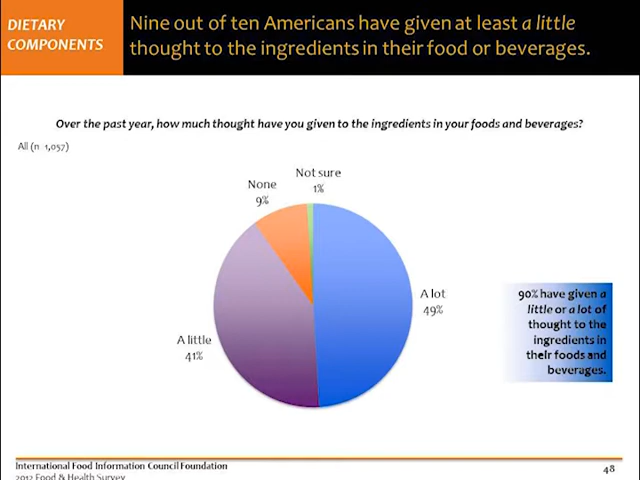 DIETARY
COMPONENTS
Nine out of ten Americans have given at least a little
thought to the ingredients in their food or beverages.
Over the past year, how much thought have you given to the ingredients in your foods and beverages?
All (n 1,057)
Not sure
1%
None
9%
A lot
49%
A little
41%
90% have given a
little or a lot of
thought to the
ingredients in
their foods and
beverages.
International Food Information Council Foundation
2012 Food & Health Survey
48